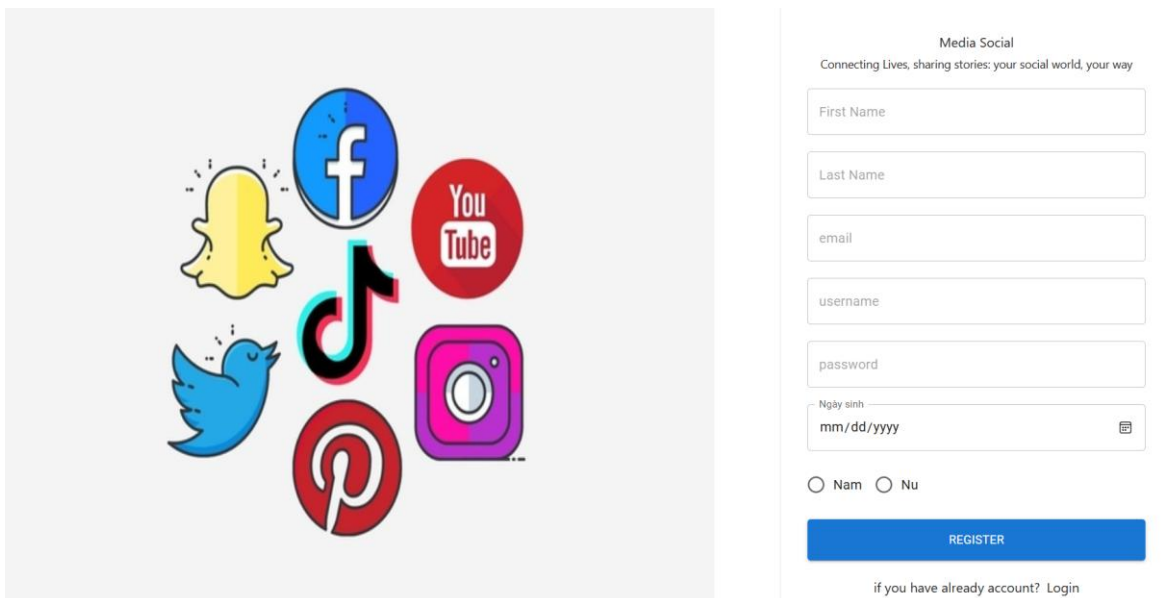 You
Tube
Media Social
Connecting Lives, sharing stories: your social world, your way
First Name
Last Name
email
username
password
Ngày sinh
mm/dd/yyyy
Nam Nu
REGISTER
if you have already account? Login